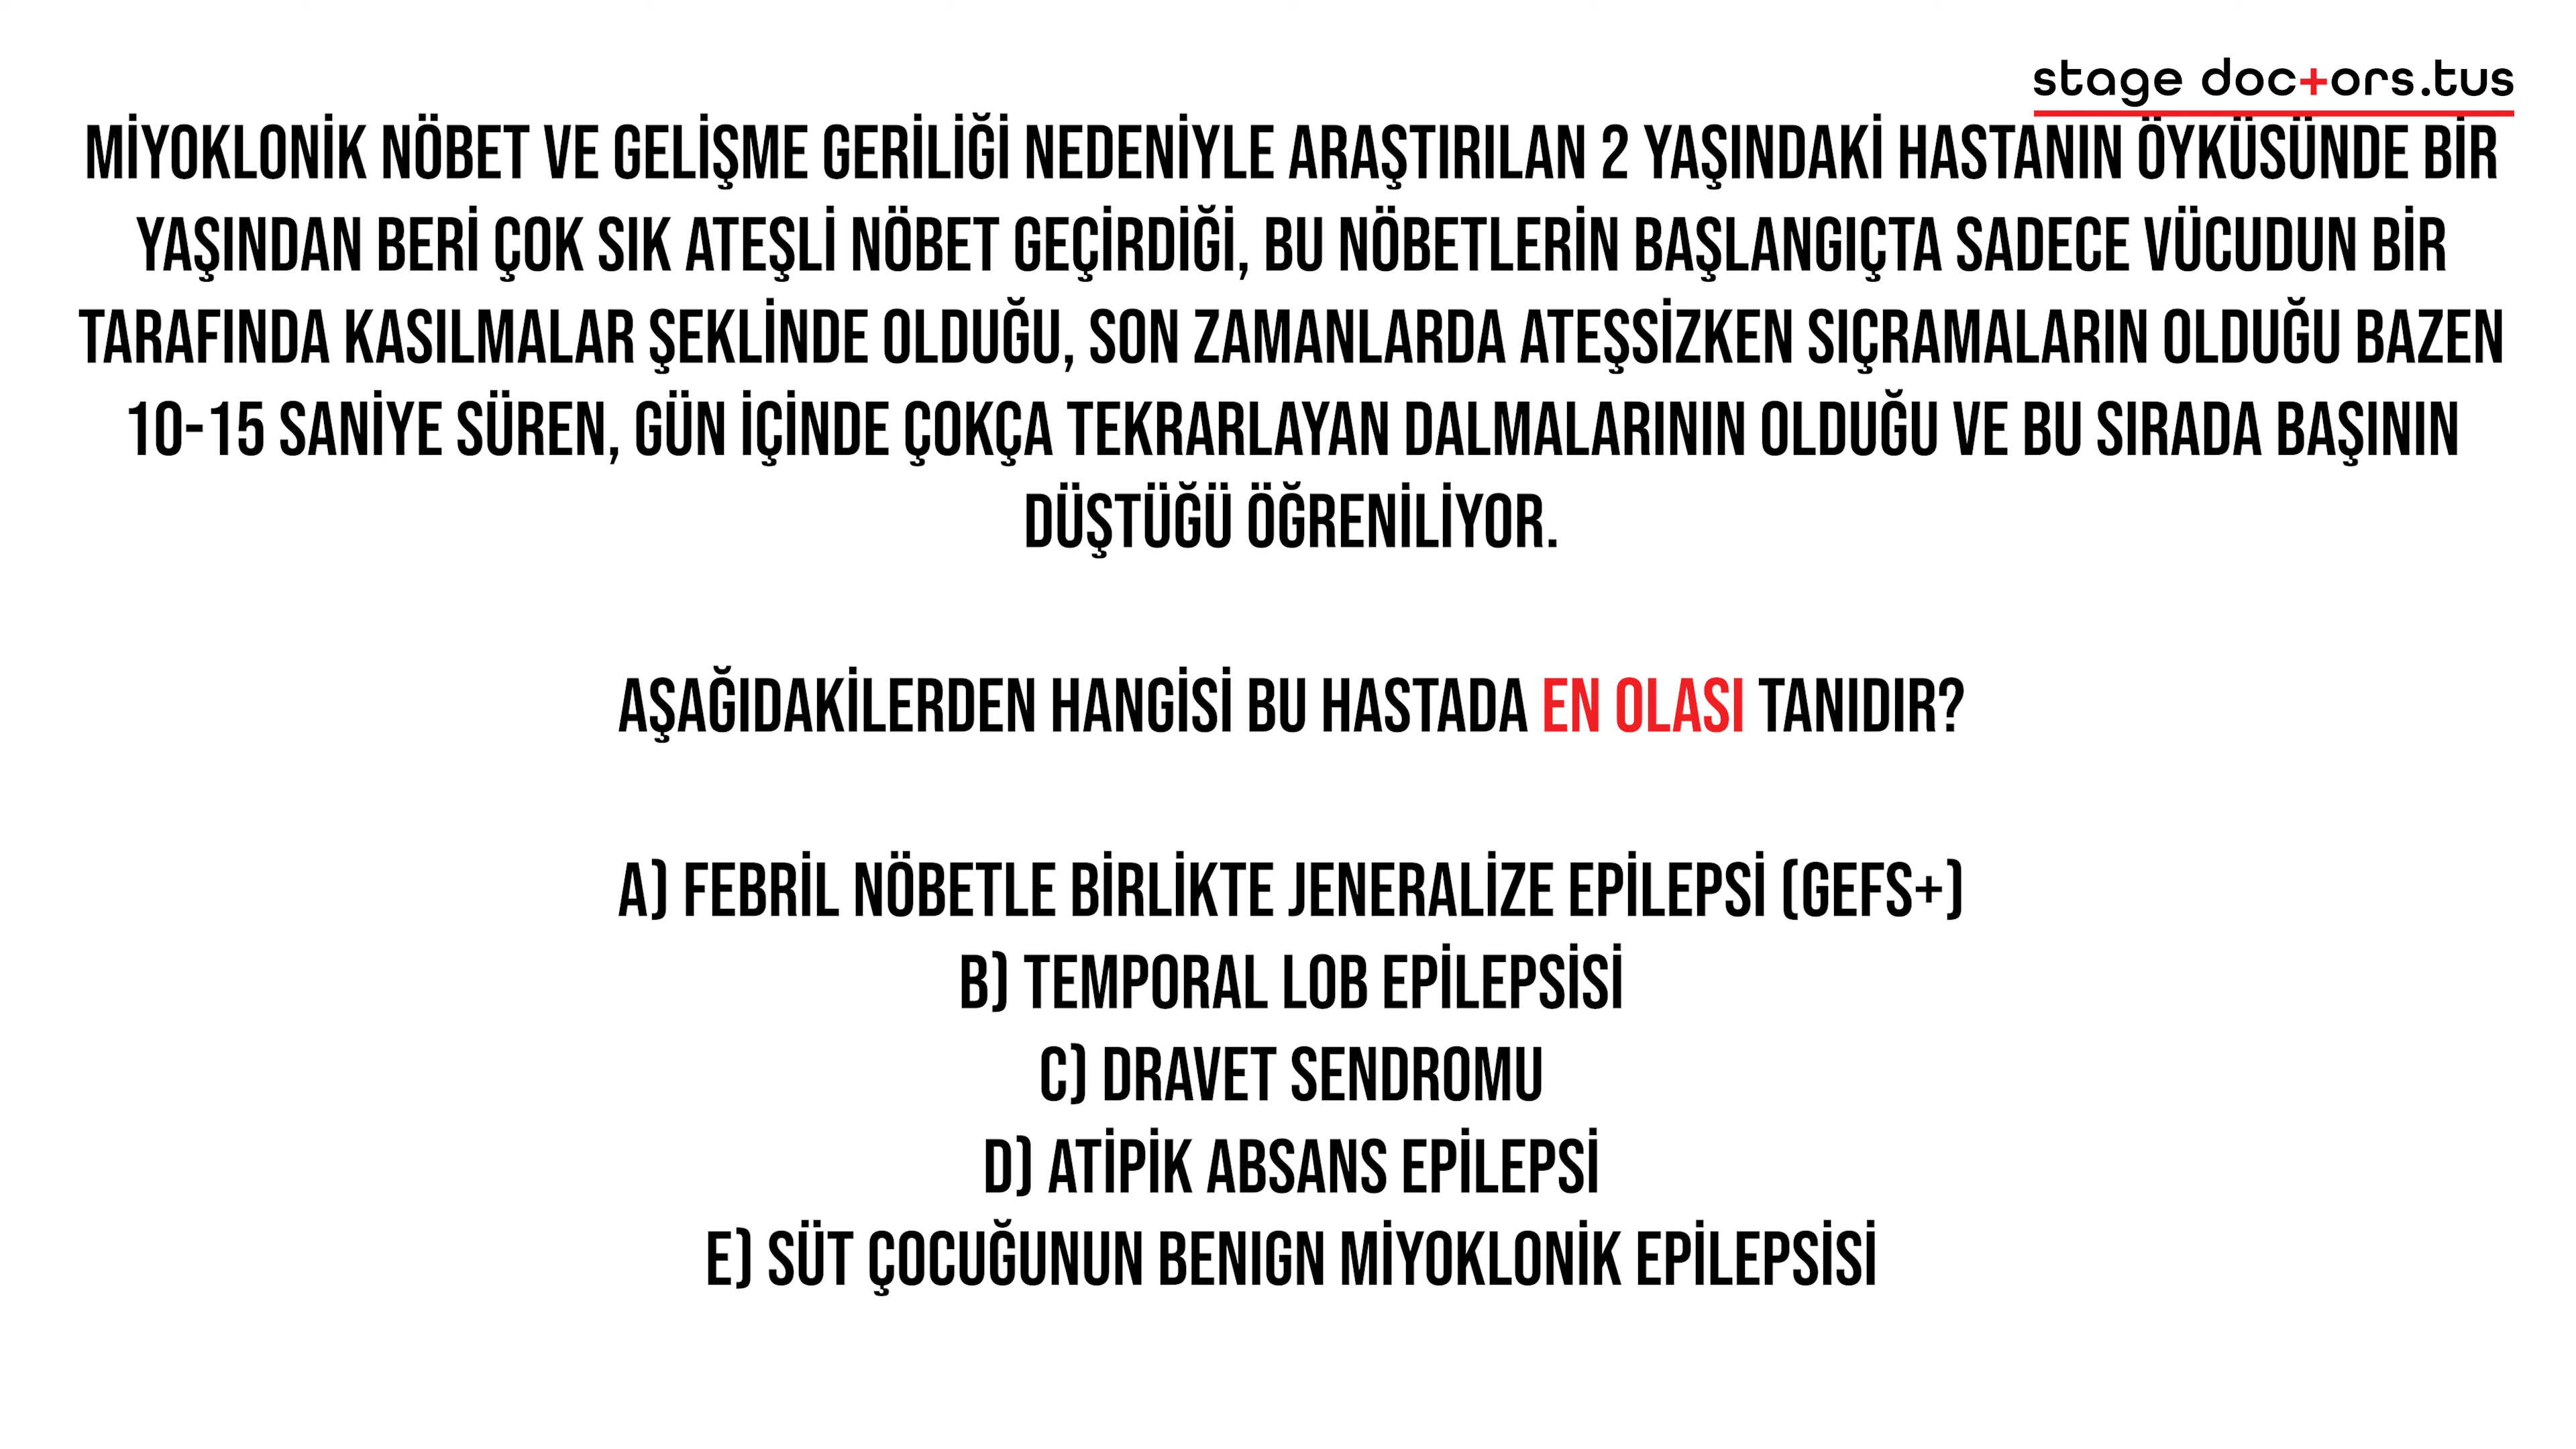 stage doc+ors.tus
MİYOKLONİK NÖBET VE GELİŞME GERİLİĞİ NEDENİYLE ARAŞTIRILAN 2 YAŞINDAKİ HASTANIN ÖYKÜSÜNDE BİR
YAŞINDAN BERİ ÇOK SIK ATEŞLİ NÖBET GEÇİRDİĞİ, BU NÖBETLERİN BAŞLANGIÇTA SADECE VÜCUDUN BİR
TARAFINDA KASILMALAR ŞEKLİNDE OLDUĞU, SON ZAMANLARDA ATEŞSİZKEN SIÇRAMALARIN OLDUĞU BAZEN
10-15 SANİYE SÜREN, GÜN İÇİNDE ÇOKÇA TEKRARLAYAN DALMALARININ OLDUĞU VE BU SIRADA BAŞININ
DÜŞTÜĞÜ ÖĞRENİLİYOR.
AŞAĞIDAKİLERDEN HANGİSİ BU HASTADA EN OLASI TANIDIR?
A) FEBRİL NÖBETLE BİRLİKTE JENERALİZE EPİLEPSİ (GEFS+)
B) TEMPORAL LOB EPİLEPSİSİ
C) DRAVET SENDROMU
D) ATİPİK ABSANS EPİLEPSİ
E) SÜT ÇOCUĞUNUN BENIGN MİYOKLONİK EPİLEPSİSİ